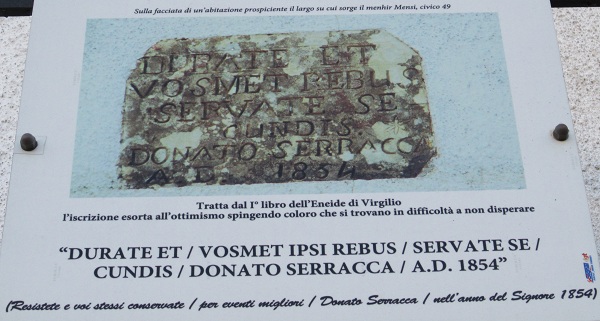 Sulla facciata di un'abitazione prospiciente il largo su cui sorge il menhir Mensi, civico 49
DURATE ET
VOSMET REBUS
SERVATE SE
CUNDIS.
DONATO SERRACCA
A D 1854
Tratta dal I° libro dell'Eneide di Virgilio
l'iscrizione esorta all'ottimismo spingendo coloro che si trovano in difficoltà a non disperare
"DURATE ET / VOSMET IPSI REBUS / SERVATE SE /
CUNDIS / DONATO SERRACCA / A.D. 1854"
(Resistete e voi stessi conservate / per eventi migliori / Donato Serracca / nell'anno del Signore 1854)